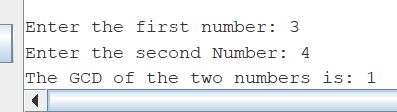 Enter the first number: 3
Enter the second Number: 4
The GCD of the two numbers is: 1